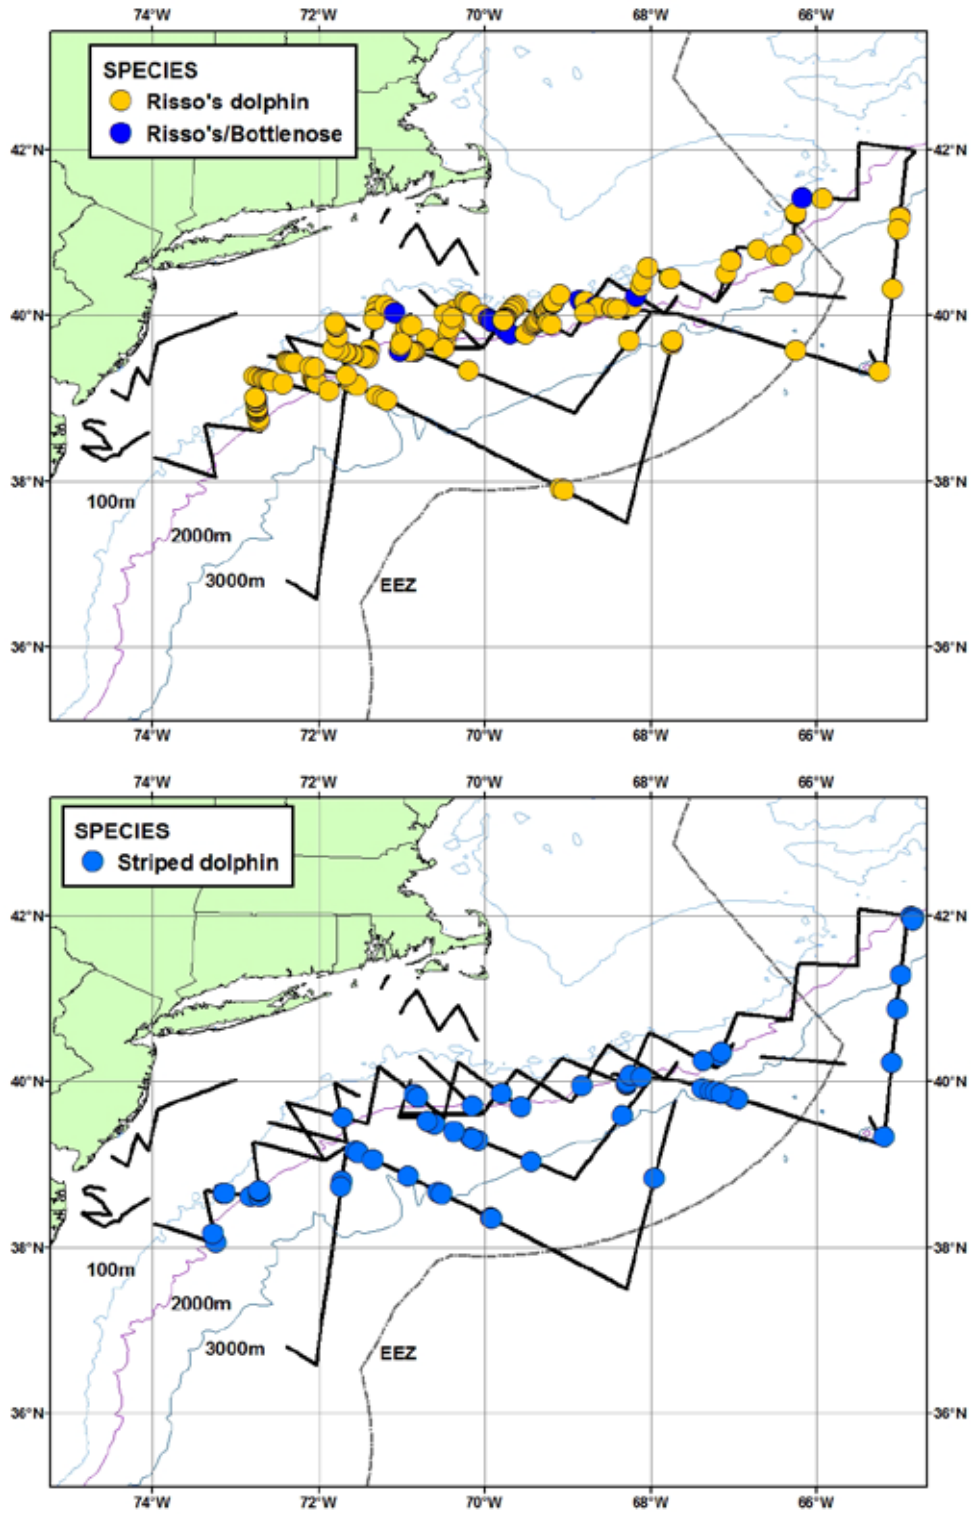 74°W 72°W 70°W 68°W 66°W
SPECIES
Risso's dolphin
Risso's/Bottlenose
42°N 42°N
40°N 40°N
38°N 38°N
100m
2000m
3000m EEZ
36°N 36°N
74°W 72°W 70°W 68°W 66°W
74°W 72°W 70°W 68°W 66°W
SPECIES
Striped dolphin
42°N 42°N
40°N 40°N
38°N 38°N
100m
2000m
3000m EEZ
36°N 36°N
74°W 72°W 70°W 68°W 66°W